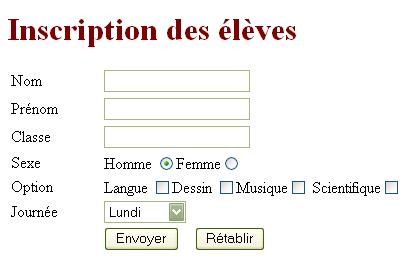 Inscription des élèves
Nom
Prénom
Classe
Sexe Homme Femme
Option Langue Dessin Musique Scientifique
Journée Lundi
Envoyer Rétablir